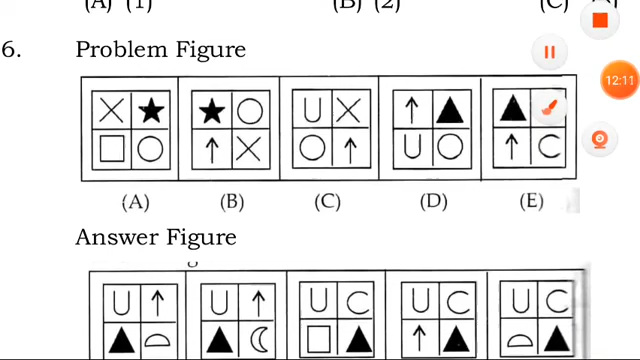 (A) (1) (B) (2) (C)
6. Problem Figure
12:11
(A) (B) (C) (D) (E)
Answer Figure